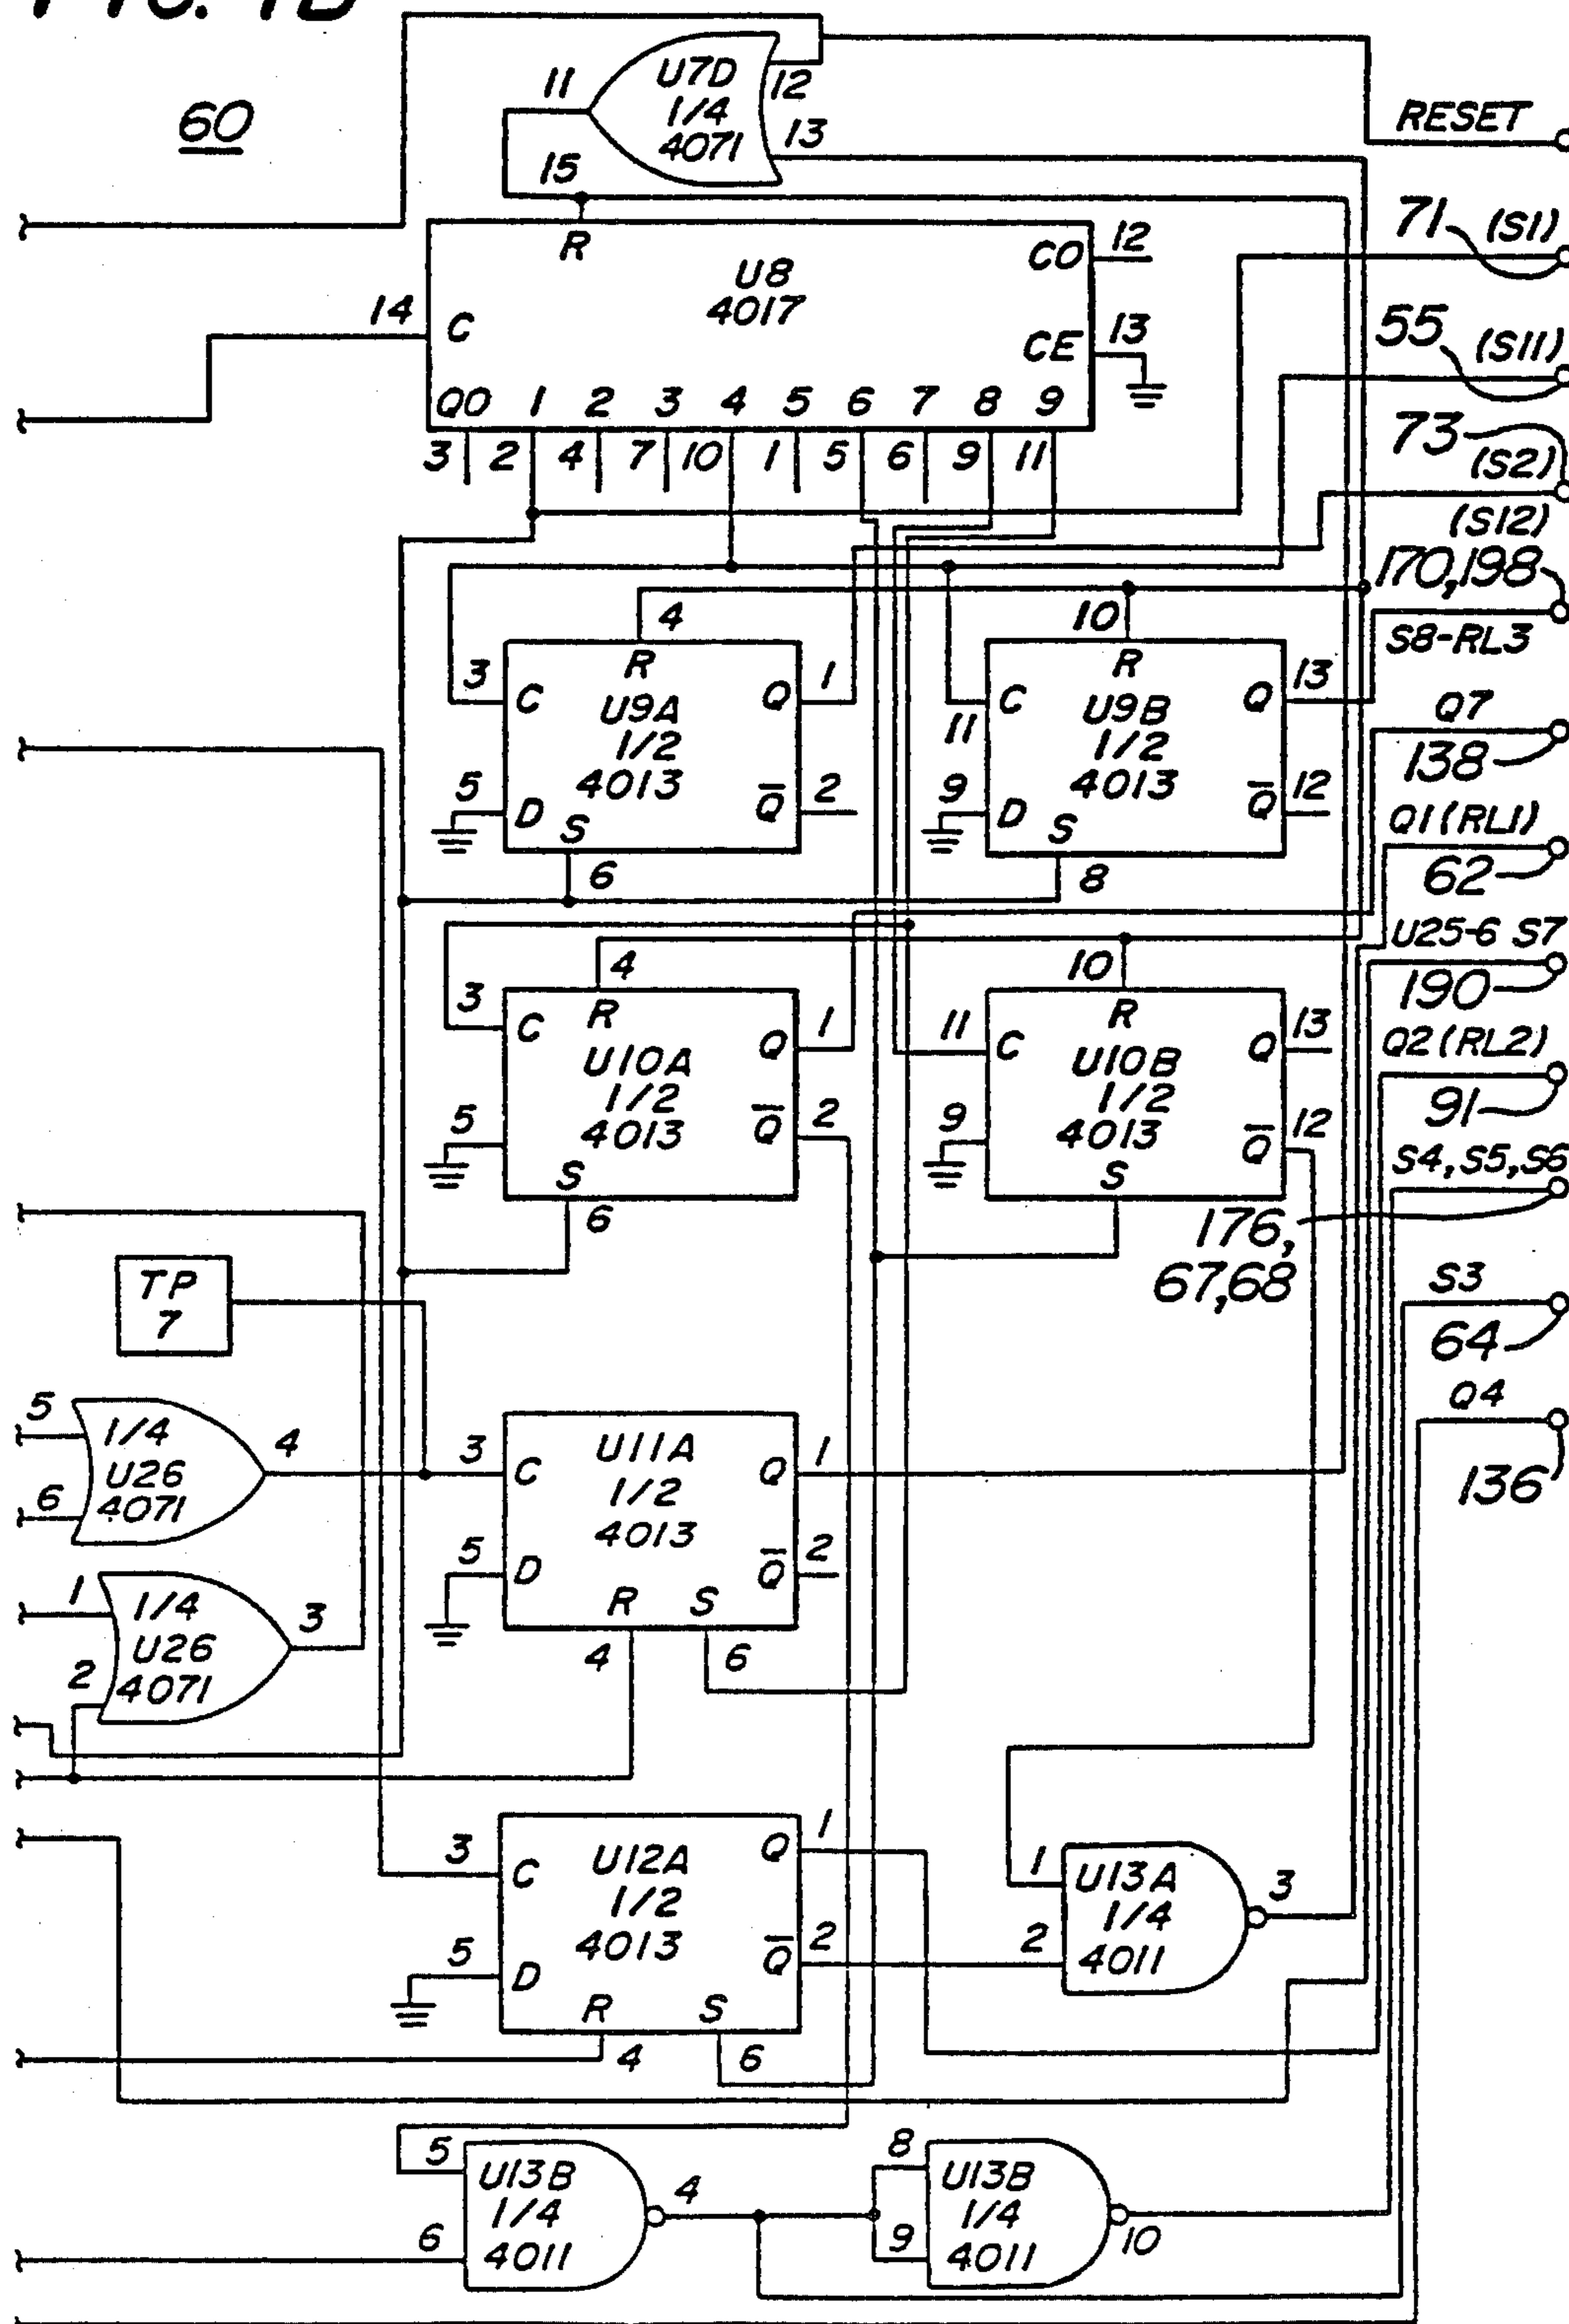 60
11
U7D
1/4
4071
12
13
15
RESET
R
U8
4017
CO
12
71 (S1)
14
C
CE
13
55 (S11)
Q0 1 2 3 4 5 6 7 8 9
3 2 4 7 10 1 5 6 9 11
73
(S2)
(S12)
170,198
S8-RL3
4
R
3
C
U9A
1/2
4013
Q
1
5
D
S
Q̅
2
6
10
R
11
C
U9B
1/2
4013
Q
13
9
D
S
Q̅
12
8
Q7
138
Q1(RL1)
62
U25-6 S7
190
Q2(RL2)
91
S4,S5,S6
176,
67,68
4
R
3
C
U10A
1/2
4013
Q
1
5
Q̅
2
S
6
10
R
11
C
U10B
1/2
4013
Q
13
9
Q̅
12
S
TP
7
S3
64
Q4
136
5
6
1/4
U26
4071
4
3
C
U11A
1/2
4013
Q
1
5
D
Q̅
2
R
S
4
6
1
2
1/4
U26
4071
3
3
C
U12A
1/2
4013
Q
1
5
D
Q̅
2
R
S
4
6
1
2
U13A
1/4
4011
3
5
6
U13B
1/4
4011
4
8
9
U13B
1/4
4011
10